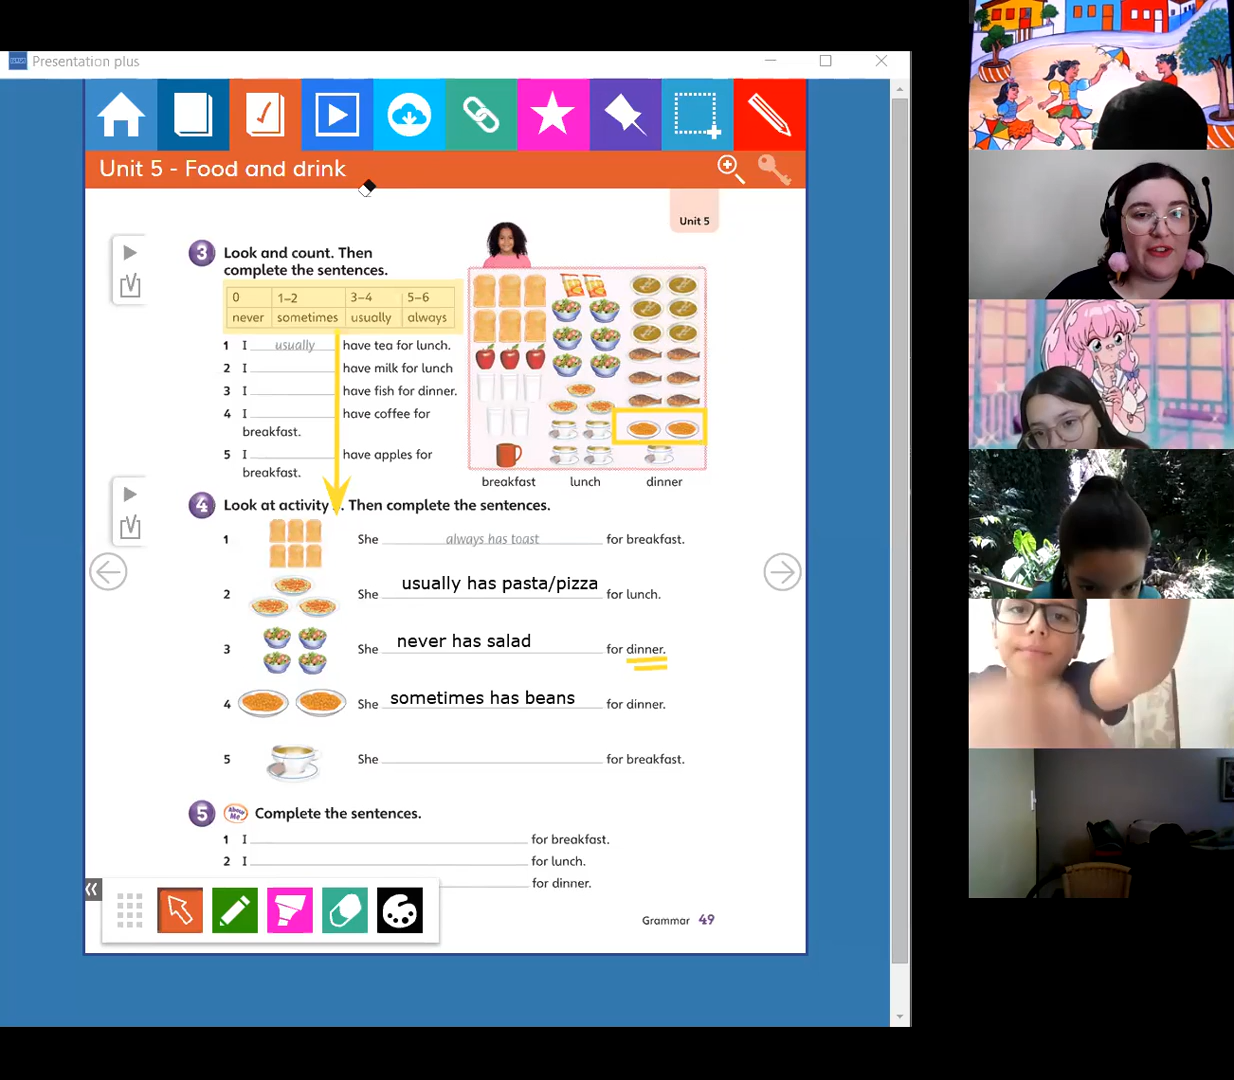 Presentation plus
Unit 5 - Food and drink
Unit 5
3 Look and count. Then
complete the sentences.
0 1–2 3–4 5–6
never sometimes usually always
1 I usually have tea for lunch.
2 I have milk for lunch
3 I have fish for dinner.
4 I have coffee for
breakfast.
5 I have apples for
breakfast.
breakfast lunch dinner
4 Look at activity . Then complete the sentences.
1 She always has toast for breakfast.
2 She usually has pasta/pizza for lunch.
3 She never has salad for dinner.
4 She sometimes has beans for dinner.
5 She for breakfast.
5 About Me Complete the sentences.
1 I for breakfast.
2 I for lunch.
for dinner.
Grammar 49